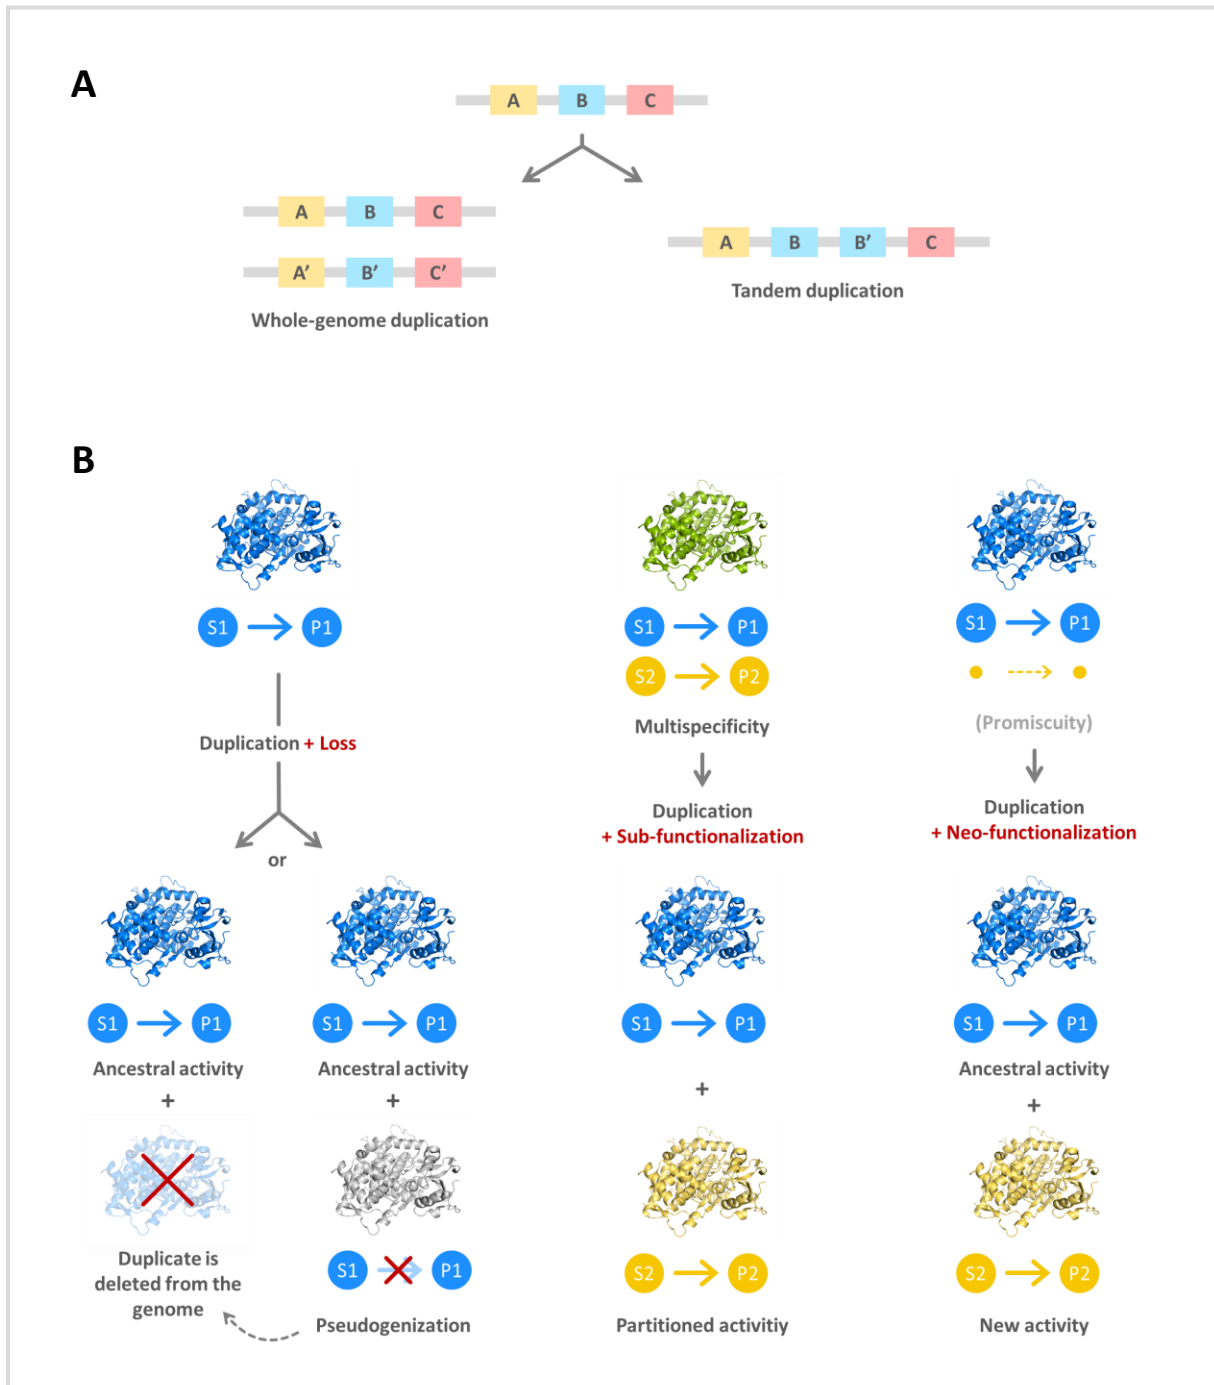 A
A B C
A B C
A' B' C'
Whole-genome duplication
A B B' C
Tandem duplication
B
S1 P1
Duplication + Loss
or
S1 P1
Ancestral activity
+
Duplicate is
deleted from the
genome
S1 P1
Ancestral activity
+
S1 P1
Pseudogenization
S1 P1
S2 P2
Multispecificity
Duplication
+ Sub-functionalization
S1 P1
+
S2 P2
Partitioned activitiy
S1 P1
(Promiscuity)
Duplication
+ Neo-functionalization
S1 P1
Ancestral activity
+
S2 P2
New activity